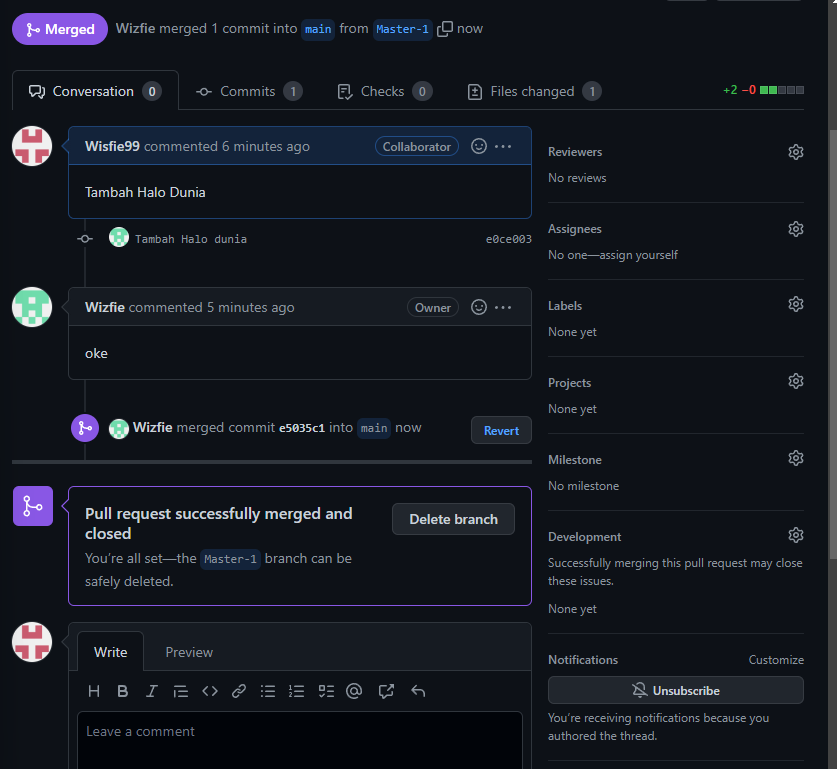 Merged Wizfie merged 1 commit into main from Master-1 now
Conversation 0 Commits 1 Checks 0 Files changed 1 +2 −0
Wisfie99 commented 6 minutes ago Collaborator
Tambah Halo Dunia
Tambah Halo dunia e0ce003
Wizfie commented 5 minutes ago Owner
oke
Wizfie merged commit e5035c1 into main now Revert
Pull request successfully merged and
closed
Delete branch
You're all set—the Master-1 branch can be
safely deleted.
Write Preview
Leave a comment
Reviewers
No reviews
Assignees
No one—assign yourself
Labels
None yet
Projects
None yet
Milestone
No milestone
Development
Successfully merging this pull request may close
these issues.
None yet
Notifications Customize
Unsubscribe
You're receiving notifications because you
authored the thread.